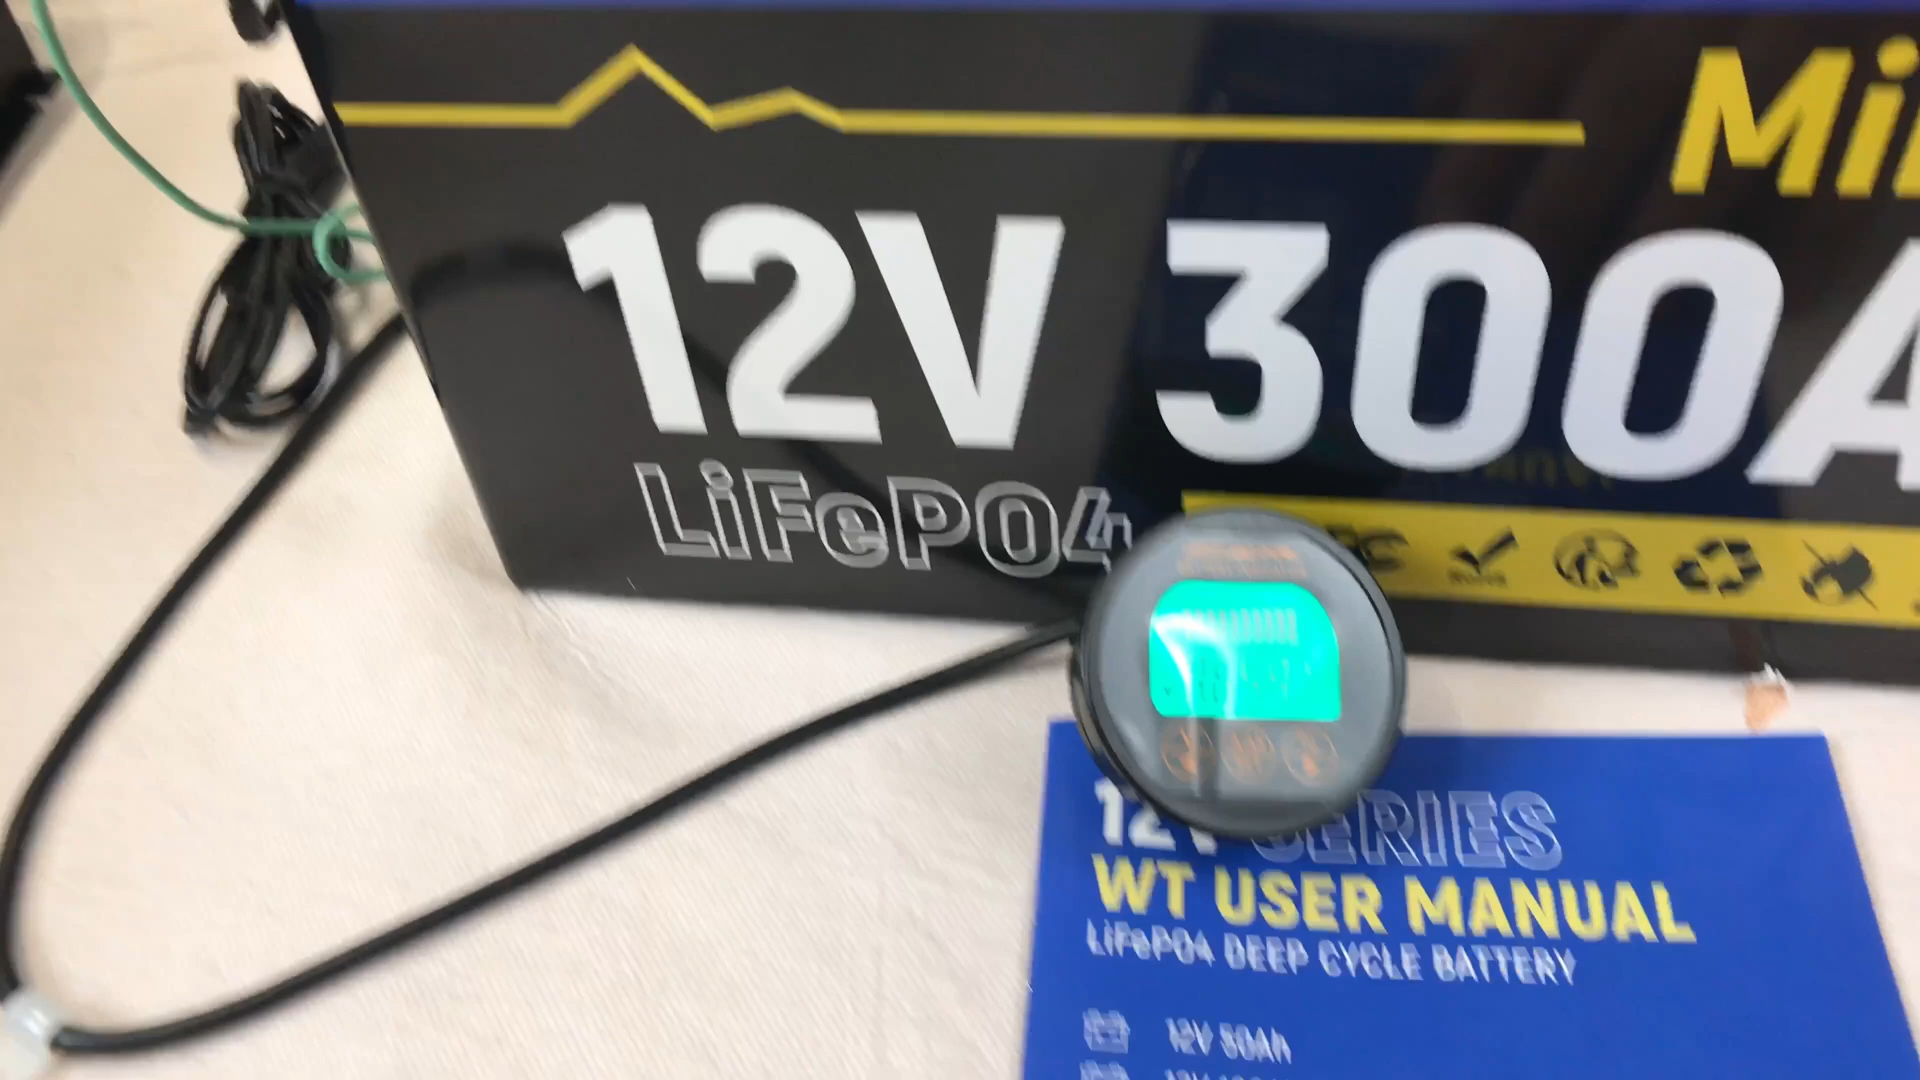 Mi
12V 300A
LiFePO4
12V SERIES
WT USER MANUAL
LiFePO4 DEEP CYCLE BATTERY
12V 50Ah